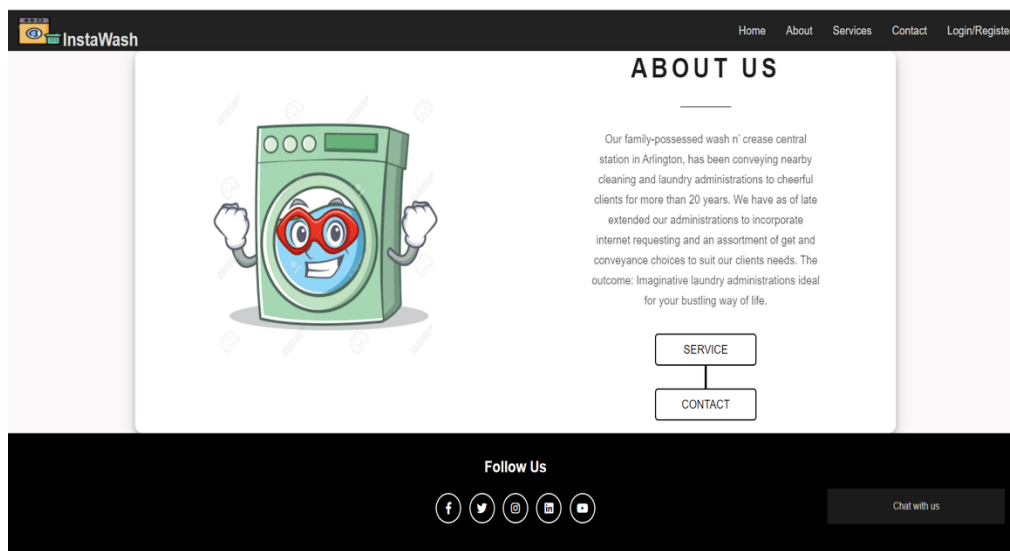 InstaWash
Home About Services Contact Login/Register
ABOUT US
Our family-possessed wash n' crease central
station in Arlington, has been conveying nearby
cleaning and laundry administrations to cheerful
clients for more than 20 years. We have as of late
extended our administrations to incorporate
internet requesting and an assortment of get and
conveyance choices to suit our clients needs. The
outcome: Imaginative laundry administrations ideal
for your bustling way of life.
SERVICE
CONTACT
Follow Us
Chat with us